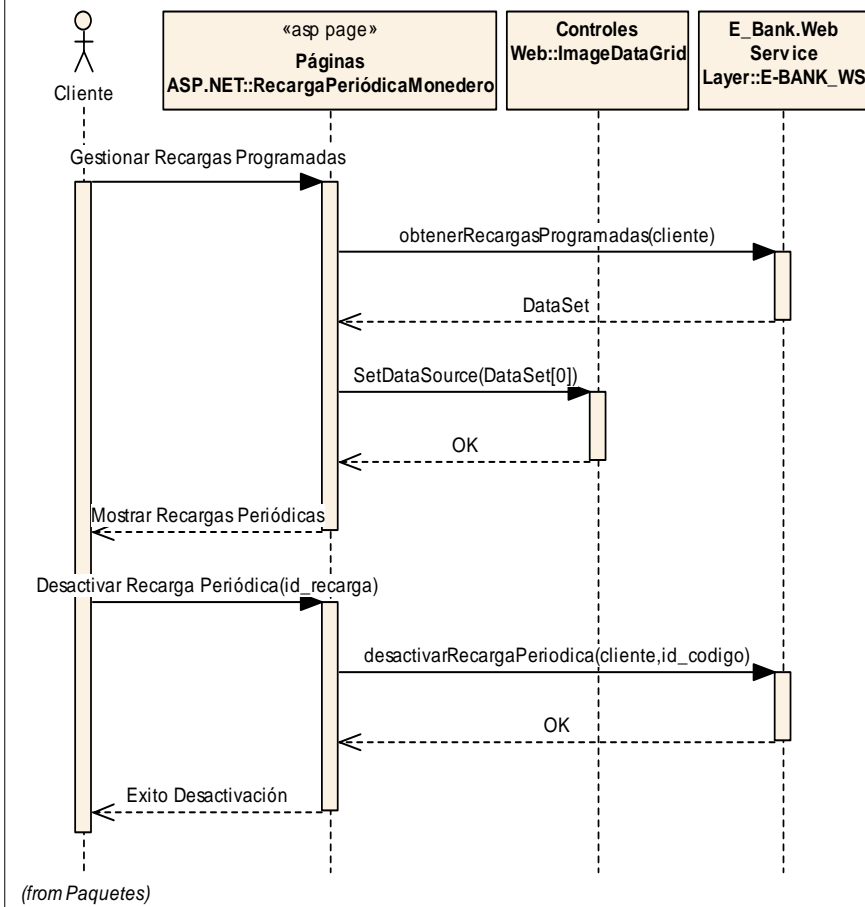 Cliente
«asp page»
Páginas
ASP.NET::RecargaPeriódicaMonedero
Controles
Web::ImageDataGrid
E_Bank.Web
Service
Layer::E-BANK_WS
Gestionar Recargas Programadas
obtenerRecargasProgramadas(cliente)
DataSet
SetDataSource(DataSet[0])
OK
Mostrar Recargas Periódicas
Desactivar Recarga Periódica(id_recarga)
desactivarRecargaPeriodica(cliente,id_codigo)
OK
Exito Desactivación
(from Paquetes)